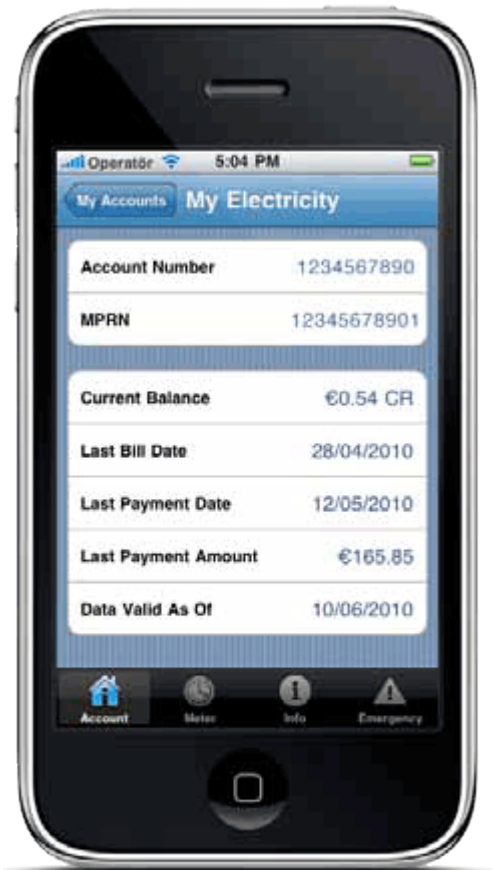 Operatör 5:04 PM
My Accounts My Electricity
Account Number 1234567890
MPRN 12345678901
Current Balance €0.54 CR
Last Bill Date 28/04/2010
Last Payment Date 12/05/2010
Last Payment Amount €165.85
Data Valid As Of 10/06/2010
Account Meter Info Emergency